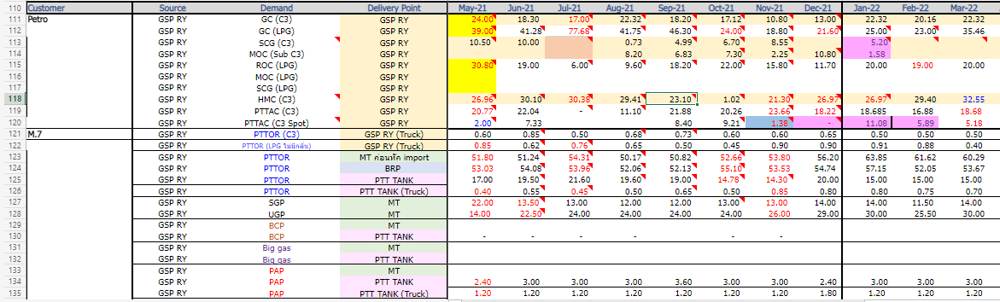 110 Customer Source Demand Delivery Point May-21 Jun-21 Jul-21 Aug-21 Sep-21 Oct-21 Nov-21 Dec-21 Jan-22 Feb-22 Mar-22
111 Petro GSP RY GC (C3) GSP RY 24.00 18.30 17.00 22.32 18.20 17.12 10.80 13.00 22.32 20.16 22.32
112 GSP RY GC (LPG) GSP RY 39.00 41.28 77.68 41.75 46.30 24.00 18.80 21.60 25.00 23.00 35.46
113 GSP RY SCG (C3) GSP RY 10.50 10.00 0.73 4.99 6.70 8.55 5.20
114 GSP RY MOC (Sub C3) GSP RY 8.20 6.83 7.30 2.25 10.80 1.58
115 GSP RY ROC (LPG) GSP RY 30.80 19.00 6.00 9.60 18.20 22.00 15.80 11.70 20.00 19.00 20.00
116 GSP RY MOC (LPG) GSP RY
117 GSP RY SCG (LPG) GSP RY
118 GSP RY HMC (C3) GSP RY 26.96 30.10 30.38 29.41 23.10 1.02 21.30 26.97 26.97 29.40 32.55
119 GSP RY PTTAC (C3) GSP RY 20.77 22.04 - 11.10 21.88 20.26 23.66 18.22 18.685 16.88 18.68
120 GSP RY PTTAC (C3 Spot) GSP RY 2.00 7.33 8.40 9.21 1.38 - 11.08 5.89 5.18
121 M.7 GSP RY PTTOR (C3) GSP RY (Truck) 0.60 0.85 0.50 0.68 0.73 0.60 0.60 0.65 0.50 0.50 0.50
122 GSP RY PTTOR (LPG ไม่มีกลิ่น) GSP RY (Truck) 0.85 0.62 0.76 0.65 0.50 0.45 0.90 0.90 0.91 0.88 0.40
123 GSP RY PTTOR MT ก่อนหัก import 51.80 51.24 54.31 50.17 50.82 52.66 53.80 56.20 63.85 61.62 60.29
124 GSP RY PTTOR BRP 53.03 54.08 53.96 52.06 52.13 55.10 53.53 54.74 57.15 52.05 53.67
125 GSP RY PTTOR PTT TANK 17.00 19.50 21.60 19.60 19.00 14.78 14.30 20.00 15.00 15.00 15.00
126 GSP RY PTTOR PTT TANK (Truck) 0.40 0.55 0.45 0.50 0.65 0.50 0.85 0.80 0.80 0.75 0.70
127 GSP RY SGP MT 22.00 13.50 13.00 12.00 12.00 13.00 13.00 14.00 14.00 11.50 14.00
128 GSP RY UGP MT 14.00 22.50 24.00 24.00 24.00 24.00 26.00 29.00 30.00 25.50 30.00
129 GSP RY BCP MT
130 GSP RY BCP PTT TANK - - - - - -
131 GSP RY Big gas MT
132 GSP RY Big gas PTT TANK
133 GSP RY PAP MT
134 GSP RY PAP PTT TANK 2.40 3.00 3.00 3.00 3.60 3.00 3.00 2.40 3.00 3.00 3.00
135 GSP RY PAP PTT TANK (Truck) 1.20 1.20 1.20 1.20 1.20 1.20 1.20 1.80 1.20 1.20 1.20